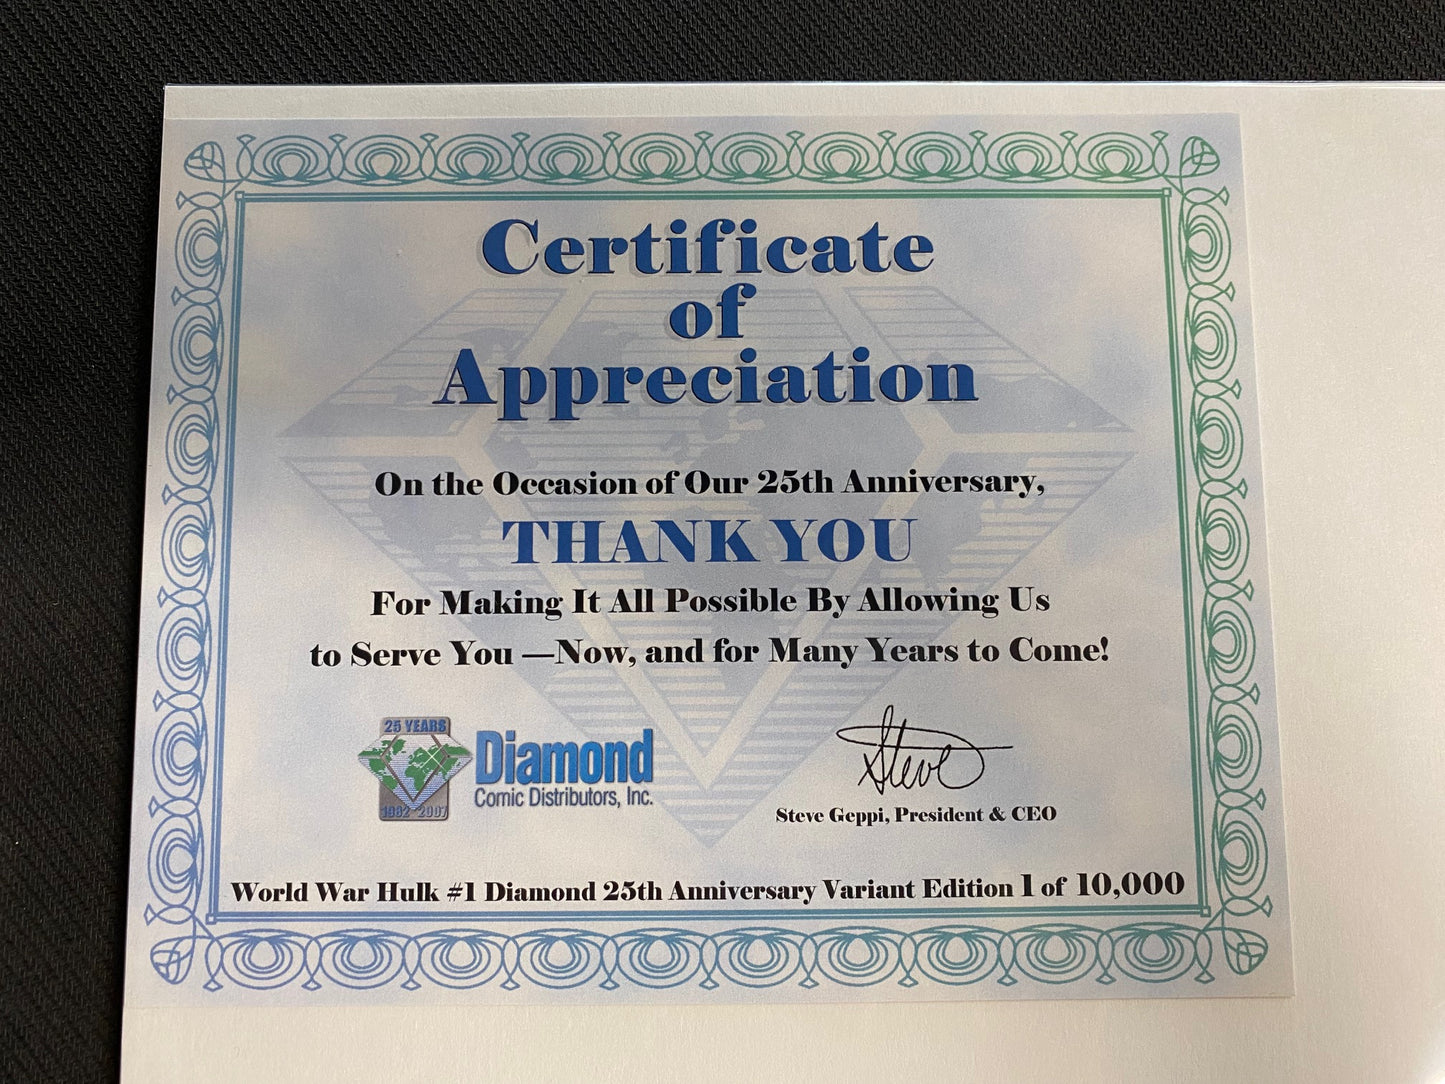 Certificate
of
Appreciation
On the Occasion of Our 25th Anniversary,
THANK YOU
For Making It All Possible By Allowing Us
to Serve You —Now, and for Many Years to Come!
25 YEARS
1982 2007
Diamond
Comic Distributors, Inc.
Steve
Steve Geppi, President & CEO
World War Hulk #1 Diamond 25th Anniversary Variant Edition 1 of 10,000